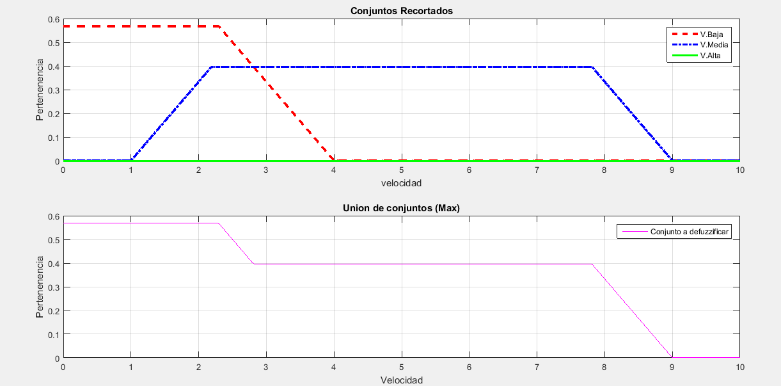 Conjuntos Recortados
0.6
0.5
0.4
0.3
0.2
0.1
0
Pertenenencia
V.Baja
V.Media
V.Alta
0 1 2 3 4 5 6 7 8 9 10
velocidad
Union de conjuntos (Max)
0.6
0.5
0.4
0.3
0.2
0.1
0
Pertenenencia
Conjunto a defuzzificar
0 1 2 3 4 5 6 7 8 9 10
Velocidad